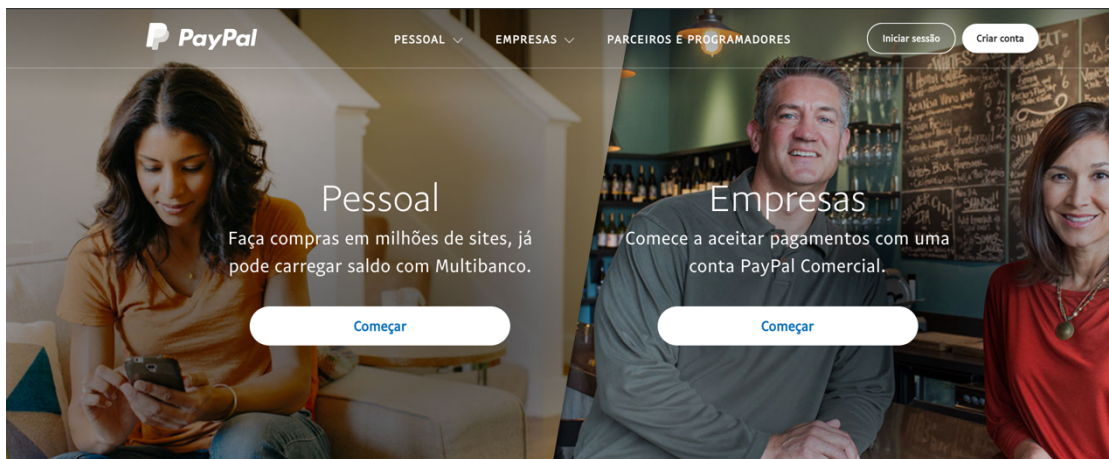 PayPal
PESSOAL
EMPRESAS
PARCEIROS E PROGRAMADORES
Iniciar sessão
Criar conta
Pessoal
Faça compras em milhões de sites, já
pode carregar saldo com Multibanco.
Começar
Empresas
Comece a aceitar pagamentos com uma
conta PayPal Comercial.
Começar